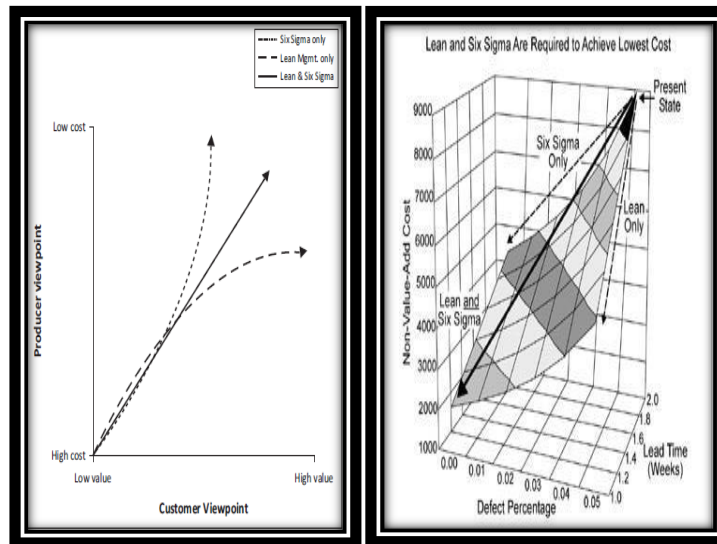 Six Sigma only
Lean Mgmt. only
Lean & Six Sigma
Low cost
Producer viewpoint
High cost
Low value
High value
Customer Viewpoint
Lean and Six Sigma Are Required to Achieve Lowest Cost
Present
State
9000
8000
7000
6000
5000
4000
3000
2000
1000
Non-Value-Add Cost
Six Sigma
Only
Lean
Only
Lean and
Six Sigma
2.0
1.8
1.6
1.4
1.2
1.0
Lead Time
(Weeks)
0.00
0.01
0.02
0.03
0.04
0.05
Defect Percentage